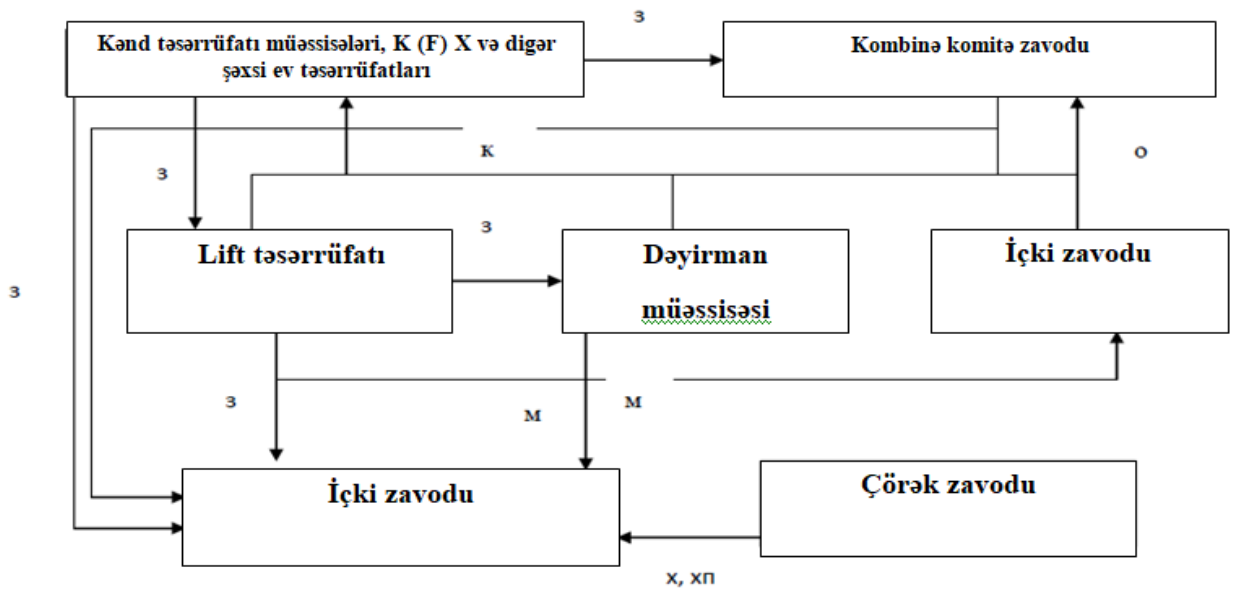 З
Kənd təsərrüfatı müəssisələri, K (F) X və digər
şəxsi ev təsərrüfatları
Kombinə komitə zavodu
К
О
З
З
Lift təsərrüfatı
Dəyirman
müəssisəsi
İçki zavodu
З
З
М
М
İçki zavodu
Çörək zavodu
Х, ХП